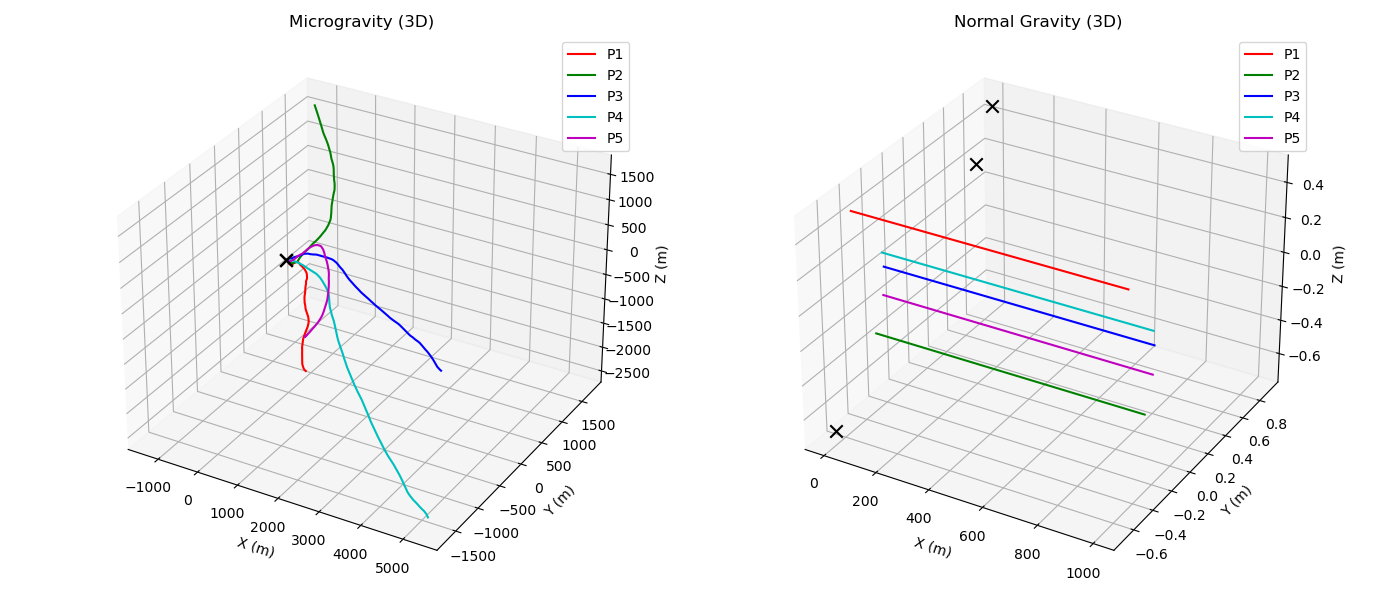 Microgravity (3D)
P1
P2
P3
P4
P5
1500
1000
500
0
−500
−1000
−1500
−2000
−2500
Z (m)
1500
1000
500
0
−500
−1000
−1500
Y (m)
−1000
0
1000
2000
3000
4000
5000
X (m)
Normal Gravity (3D)
P1
P2
P3
P4
P5
0.4
0.2
0.0
−0.2
−0.4
−0.6
Z (m)
0.8
0.6
0.4
0.2
0.0
−0.2
−0.4
−0.6
Y (m)
0
200
400
600
800
1000
X (m)